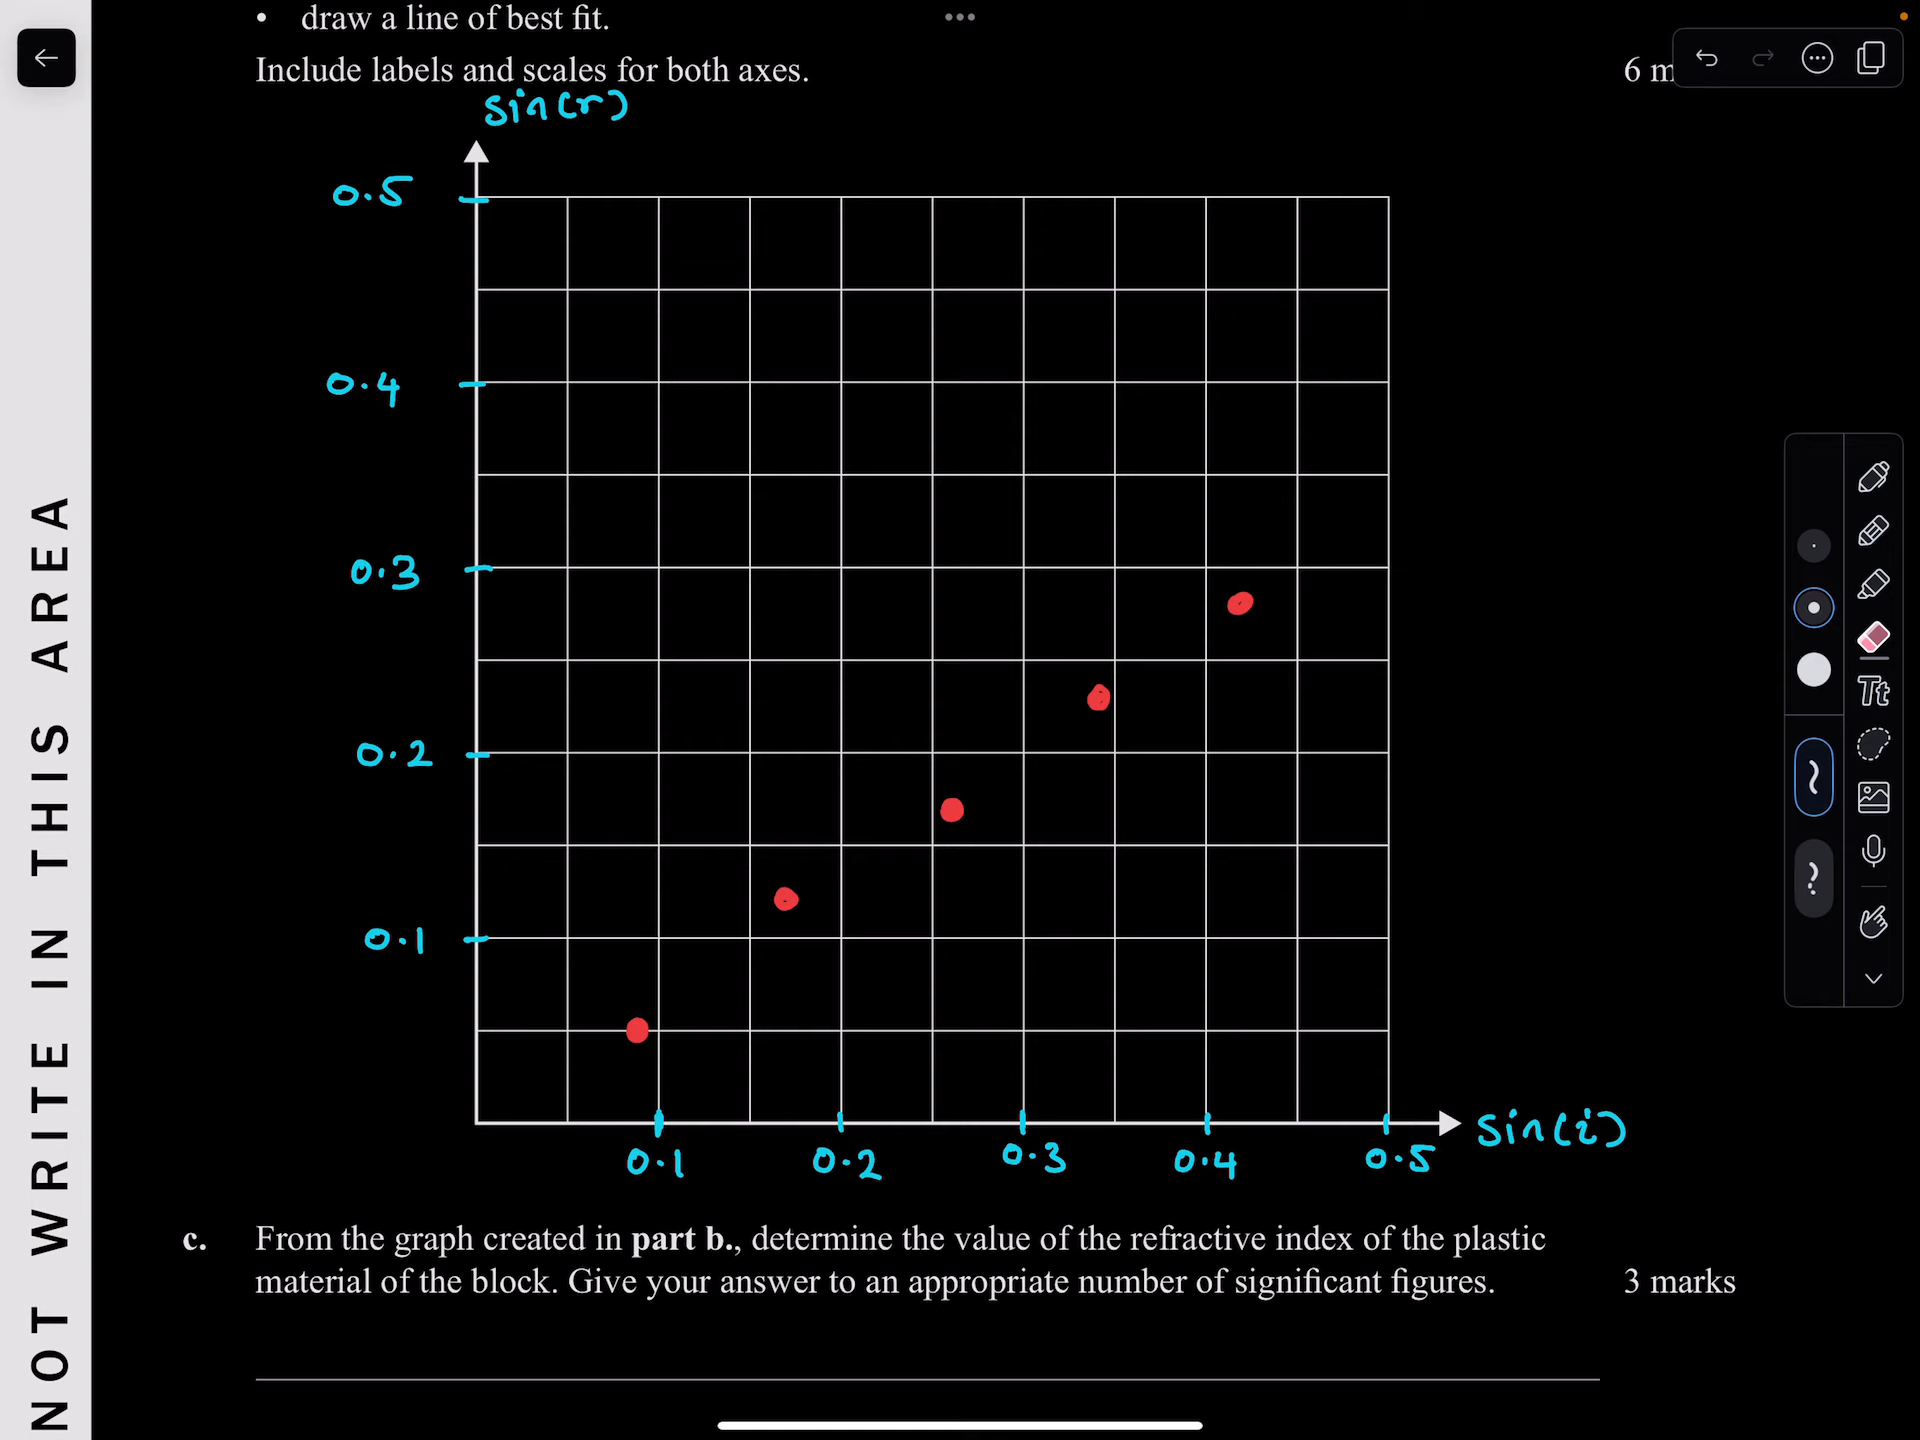 • draw a line of best fit.
Include labels and scales for both axes.
6 m
sin(r)
0.5
0.4
0.3
0.2
0.1
0.1 0.2 0.3 0.4 0.5
sin(i)
c. From the graph created in part b., determine the value of the refractive index of the plastic
material of the block. Give your answer to an appropriate number of significant figures. 3 marks
NOT WRITE IN THIS AREA
Tt